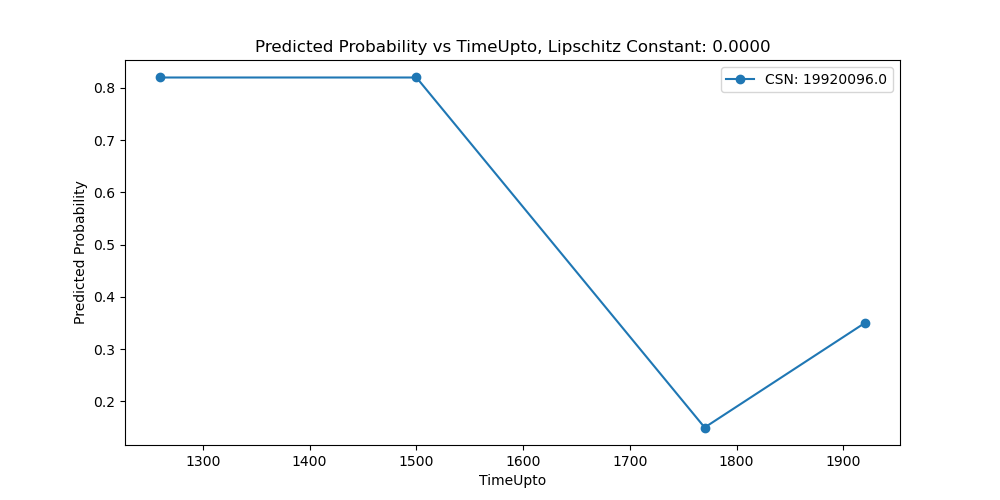 Predicted Probability vs TimeUpto, Lipschitz Constant: 0.0000
CSN: 19920096.0
Predicted Probability
0.8
0.7
0.6
0.5
0.4
0.3
0.2
1300 1400 1500 1600 1700 1800 1900
TimeUpto